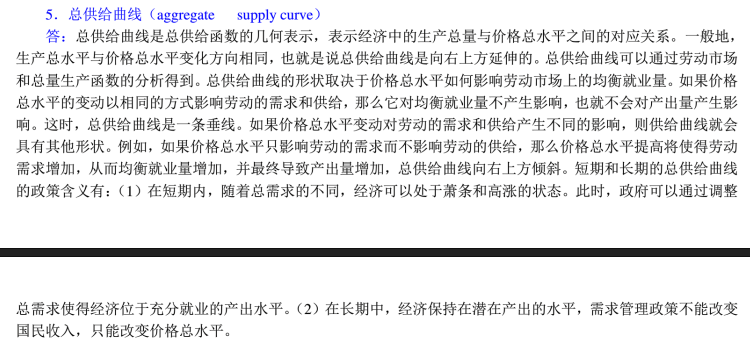 5．总供给曲线（aggregate supply curve）
答：总供给曲线是总供给函数的几何表示，表示经济中的生产总量与价格总水平之间的对应关系。一般地，
生产总水平与价格总水平变化方向相同，也就是说总供给曲线是向右上方延伸的。总供给曲线可以通过劳动市场
和总量生产函数的分析得到。总供给曲线的形状取决于价格总水平如何影响劳动市场上的均衡就业量。如果价格
总水平的变动以相同的方式影响劳动的需求和供给，那么它对均衡就业量不产生影响，也就不会对产出量产生影
响。这时，总供给曲线是一条垂线。如果价格总水平变动对劳动的需求和供给产生不同的影响，则供给曲线就会
具有其他形状。例如，如果价格总水平只影响劳动的需求而不影响劳动的供给，那么价格总水平提高将使得劳动
需求增加，从而均衡就业量增加，并最终导致产出量增加，总供给曲线向右上方倾斜。短期和长期的总供给曲线
的政策含义有：（1）在短期内，随着总需求的不同，经济可以处于萧条和高涨的状态。此时，政府可以通过调整
总需求使得经济位于充分就业的产出水平。（2）在长期中，经济保持在潜在产出的水平，需求管理政策不能改变
国民收入，只能改变价格总水平。